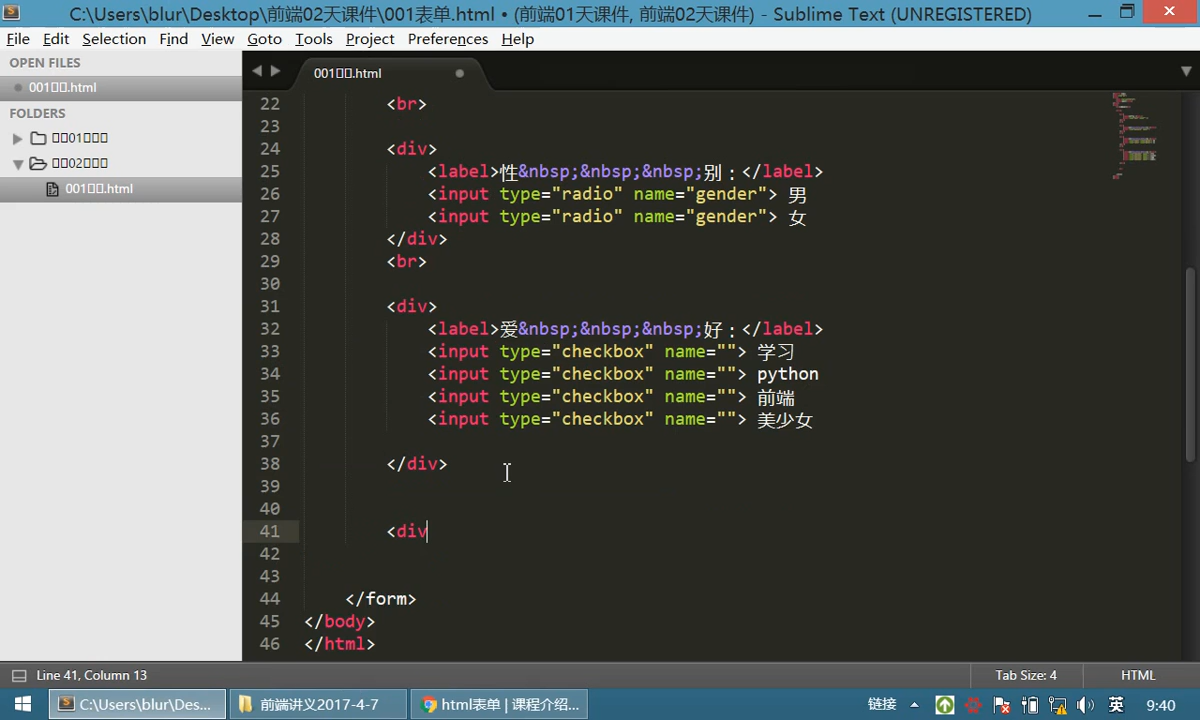 C:\Users\blur\Desktop\前端02天课件\001表单.html • (前端01天课件, 前端02天课件) - Sublime Text (UNREGISTERED)
File Edit Selection Find View Goto Tools Project Preferences Help
OPEN FILES
001□□.html
FOLDERS
□□01□□□
□□02□□□
001□□.html
001□□.html
22 <br>
23
24 <div>
25 <label>性&nbsp;&nbsp;&nbsp;别：</label>
26 <input type="radio" name="gender"> 男
27 <input type="radio" name="gender"> 女
28 </div>
29 <br>
30
31 <div>
32 <label>爱&nbsp;&nbsp;&nbsp;好：</label>
33 <input type="checkbox" name=""> 学习
34 <input type="checkbox" name=""> python
35 <input type="checkbox" name=""> 前端
36 <input type="checkbox" name=""> 美少女
37
38 </div>
39
40
41 <div
42
43
44 </form>
45 </body>
46 </html>
Line 41, Column 13 Tab Size: 4 HTML
C:\Users\blur\Des... 前端讲义2017-4-7 html表单 | 课程介绍... 链接 英 9:40